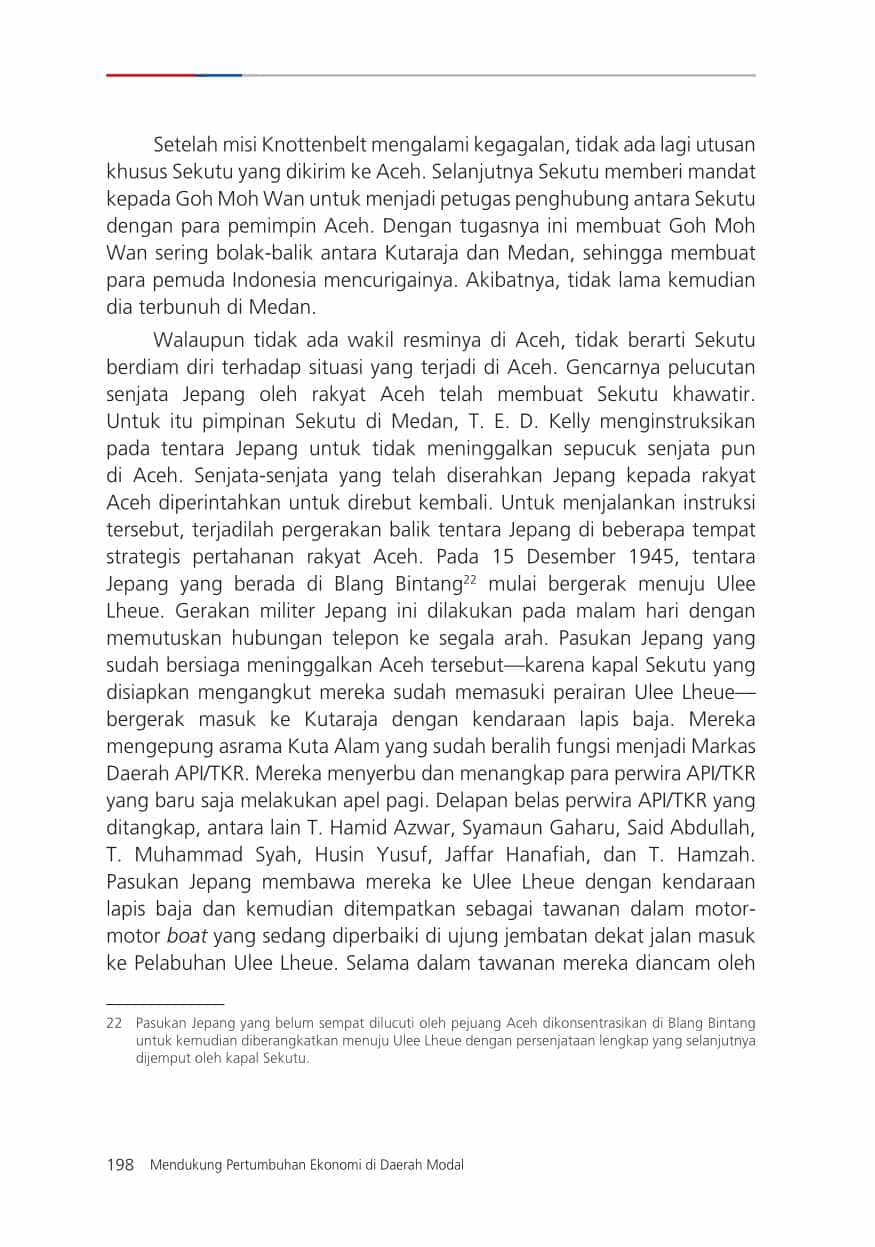 Setelah misi Knottenbelt mengalami kegagalan, tidak ada lagi utusan
khusus Sekutu yang dikirim ke Aceh. Selanjutnya Sekutu memberi mandat
kepada Goh Moh Wan untuk menjadi petugas penghubung antara Sekutu
dengan para pemimpin Aceh. Dengan tugasnya ini membuat Goh Moh
Wan sering bolak-balik antara Kutaraja dan Medan, sehingga membuat
para pemuda Indonesia mencurigainya. Akibatnya, tidak lama kemudian
dia terbunuh di Medan.
Walaupun tidak ada wakil resminya di Aceh, tidak berarti Sekutu
berdiam diri terhadap situasi yang terjadi di Aceh. Gencarnya pelucutan
senjata Jepang oleh rakyat Aceh telah membuat Sekutu khawatir.
Untuk itu pimpinan Sekutu di Medan, T. E. D. Kelly menginstruksikan
pada tentara Jepang untuk tidak meninggalkan sepucuk senjata pun
di Aceh. Senjata-senjata yang telah diserahkan Jepang kepada rakyat
Aceh diperintahkan untuk direbut kembali. Untuk menjalankan instruksi
tersebut, terjadilah pergerakan balik tentara Jepang di beberapa tempat
strategis pertahanan rakyat Aceh. Pada 15 Desember 1945, tentara
Jepang yang berada di Blang Bintang²² mulai bergerak menuju Ulee
Lheue. Gerakan militer Jepang ini dilakukan pada malam hari dengan
memutuskan hubungan telepon ke segala arah. Pasukan Jepang yang
sudah bersiaga meninggalkan Aceh tersebut—karena kapal Sekutu yang
disiapkan mengangkut mereka sudah memasuki perairan Ulee Lheue—
bergerak masuk ke Kutaraja dengan kendaraan lapis baja. Mereka
mengepung asrama Kuta Alam yang sudah beralih fungsi menjadi Markas
Daerah API/TKR. Mereka menyerbu dan menangkap para perwira API/TKR
yang baru saja melakukan apel pagi. Delapan belas perwira API/TKR yang
ditangkap, antara lain T. Hamid Azwar, Syamaun Gaharu, Said Abdullah,
T. Muhammad Syah, Husin Yusuf, Jaffar Hanafiah, dan T. Hamzah.
Pasukan Jepang membawa mereka ke Ulee Lheue dengan kendaraan
lapis baja dan kemudian ditempatkan sebagai tawanan dalam motor-
motor boat yang sedang diperbaiki di ujung jembatan dekat jalan masuk
ke Pelabuhan Ulee Lheue. Selama dalam tawanan mereka diancam oleh
22 Pasukan Jepang yang belum sempat dilucuti oleh pejuang Aceh dikonsentrasikan di Blang Bintang
untuk kemudian diberangkatkan menuju Ulee Lheue dengan persenjataan lengkap yang selanjutnya
dijemput oleh kapal Sekutu.
198 Mendukung Pertumbuhan Ekonomi di Daerah Modal